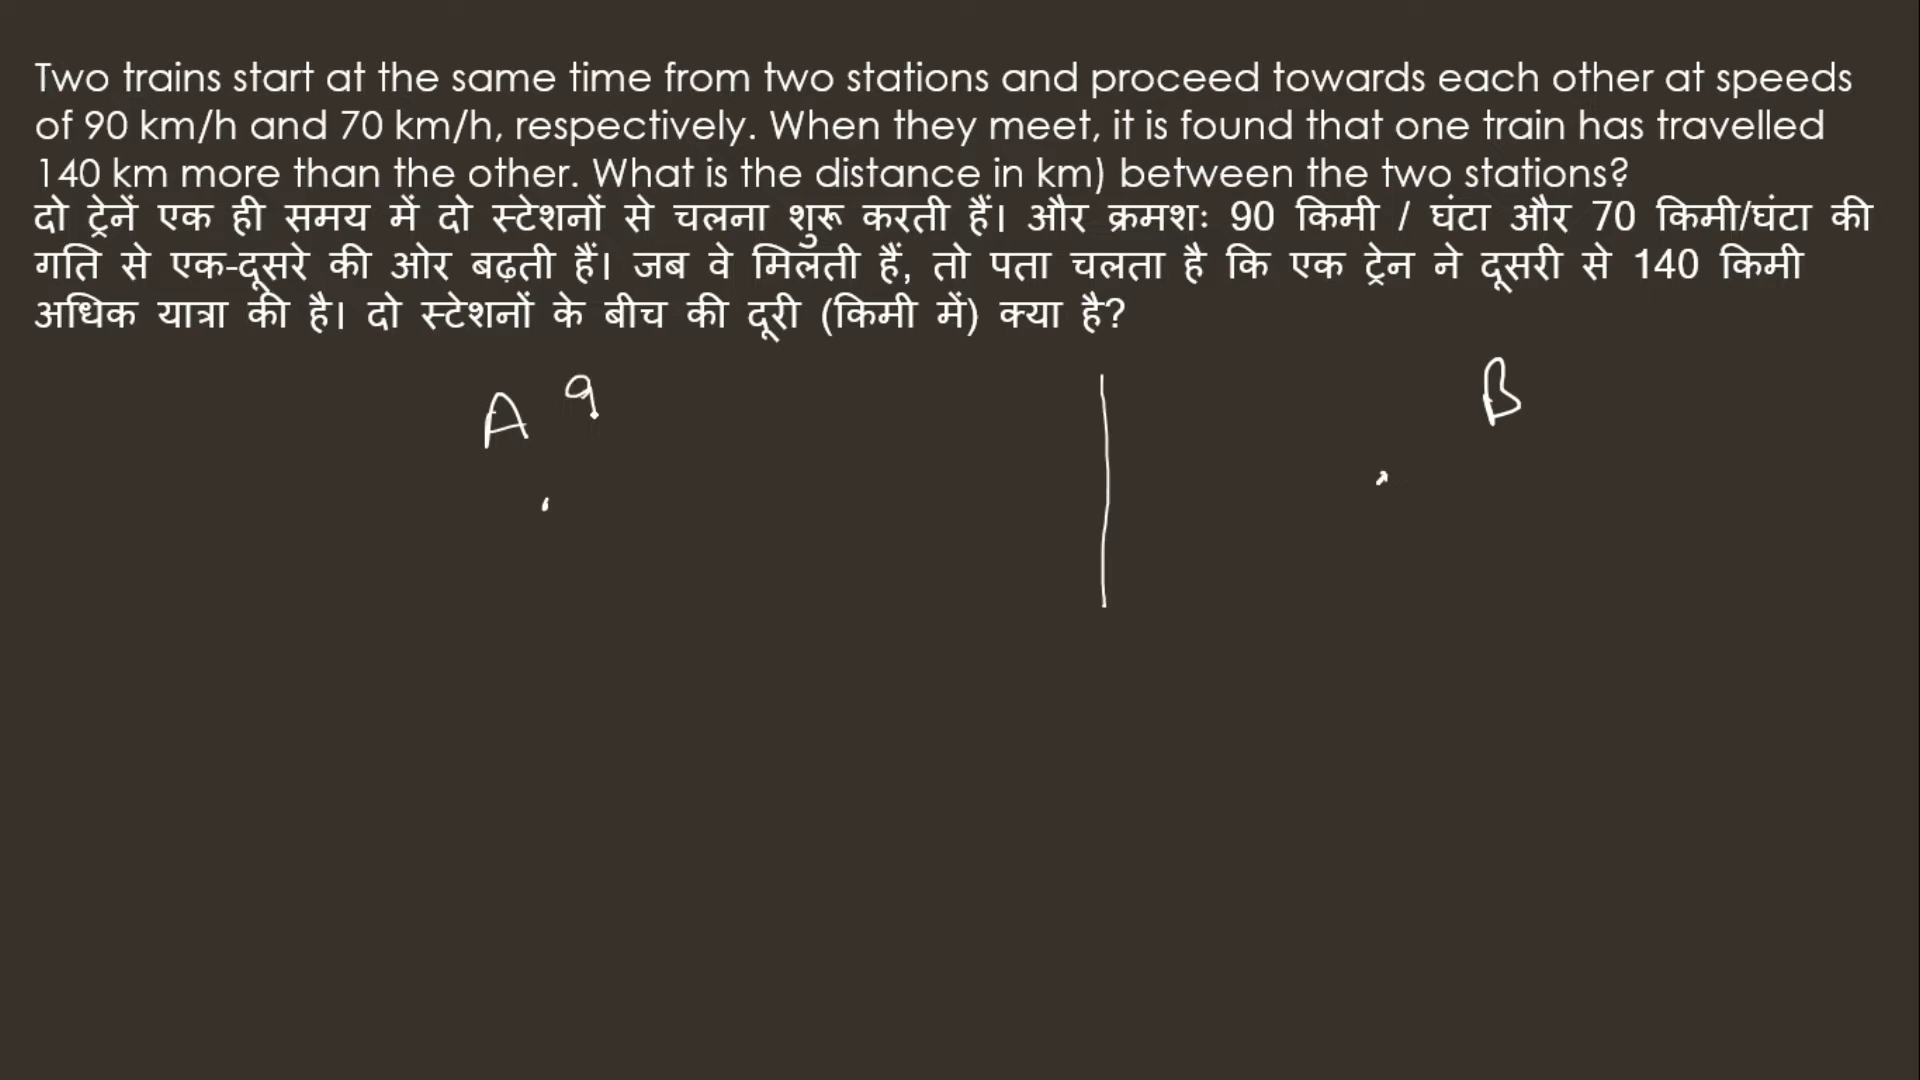 Two trains start at the same time from two stations and proceed towards each other at speeds
of 90 km/h and 70 km/h, respectively. When they meet, it is found that one train has travelled
140 km more than the other. What is the distance in km) between the two stations?
दो ट्रेनें एक ही समय में दो स्टेशनों से चलना शुरू करती हैं। और क्रमशः 90 किमी / घंटा और 70 किमी/घंटा की
गति से एक-दूसरे की ओर बढ़ती हैं। जब वे मिलती हैं, तो पता चलता है कि एक ट्रेन ने दूसरी से 140 किमी
अधिक यात्रा की है। दो स्टेशनों के बीच की दूरी (किमी में) क्या है?
A 9 B